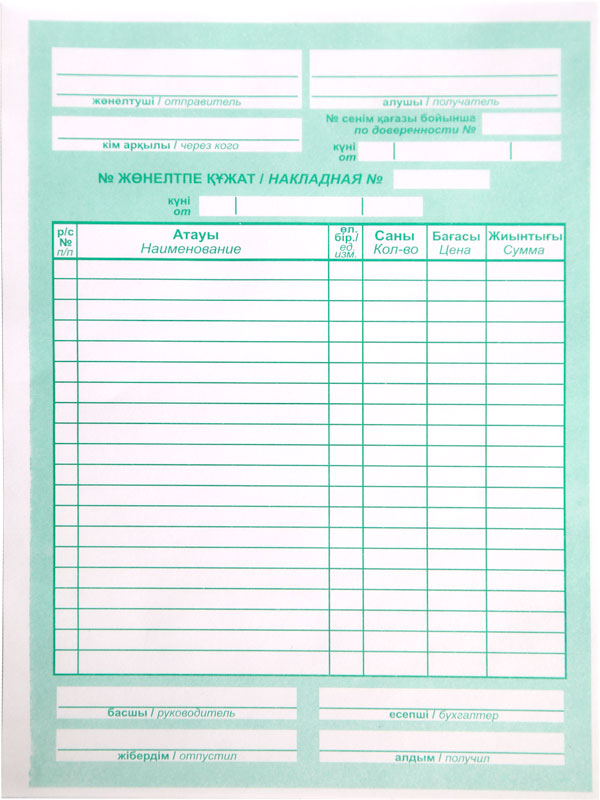 жөнелтуші / отправитель
алушы / получатель
№ сенім қағазы бойынша
по доверенности №
кім арқылы / через кого
күні
от
№ ЖӨНЕЛТПЕ ҚҰЖАТ / НАКЛАДНАЯ №
күні
от
р/с
№
п/п
Атауы
Наименование
өл.
бір./
ед.
изм.
Саны
Кол-во
Бағасы
Цена
Жиынтығы
Сумма
басшы / руководитель
есепші / бухгалтер
жібердім / отпустил
алдым / получил